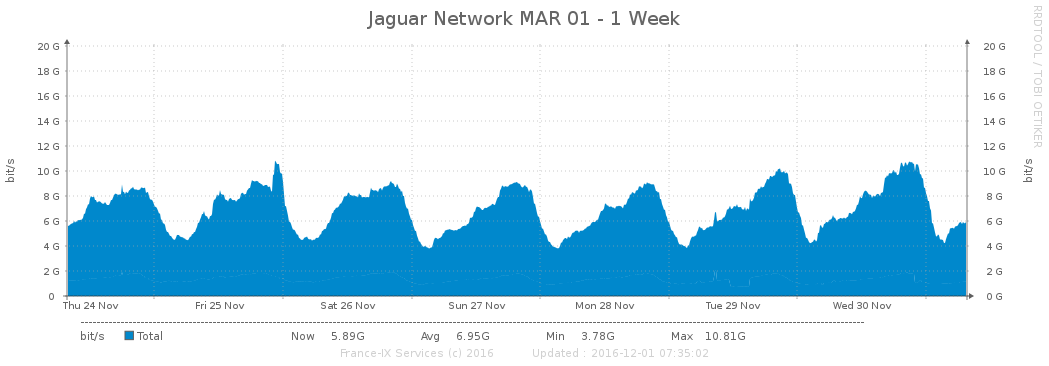 Jaguar Network MAR 01 - 1 Week
RRDTOOL / TOBI OETIKER
bit/s
20 G 20 G
18 G 18 G
16 G 16 G
14 G 14 G
12 G 12 G
10 G 10 G
8 G 8 G
6 G 6 G
4 G 4 G
2 G 2 G
0 0 G
bit/s
Thu 24 Nov Fri 25 Nov Sat 26 Nov Sun 27 Nov Mon 28 Nov Tue 29 Nov Wed 30 Nov
bit/s Total Now 5.89G Avg 6.95G Min 3.78G Max 10.81G
France-IX Services (c) 2016 Updated : 2016-12-01 07:35:02